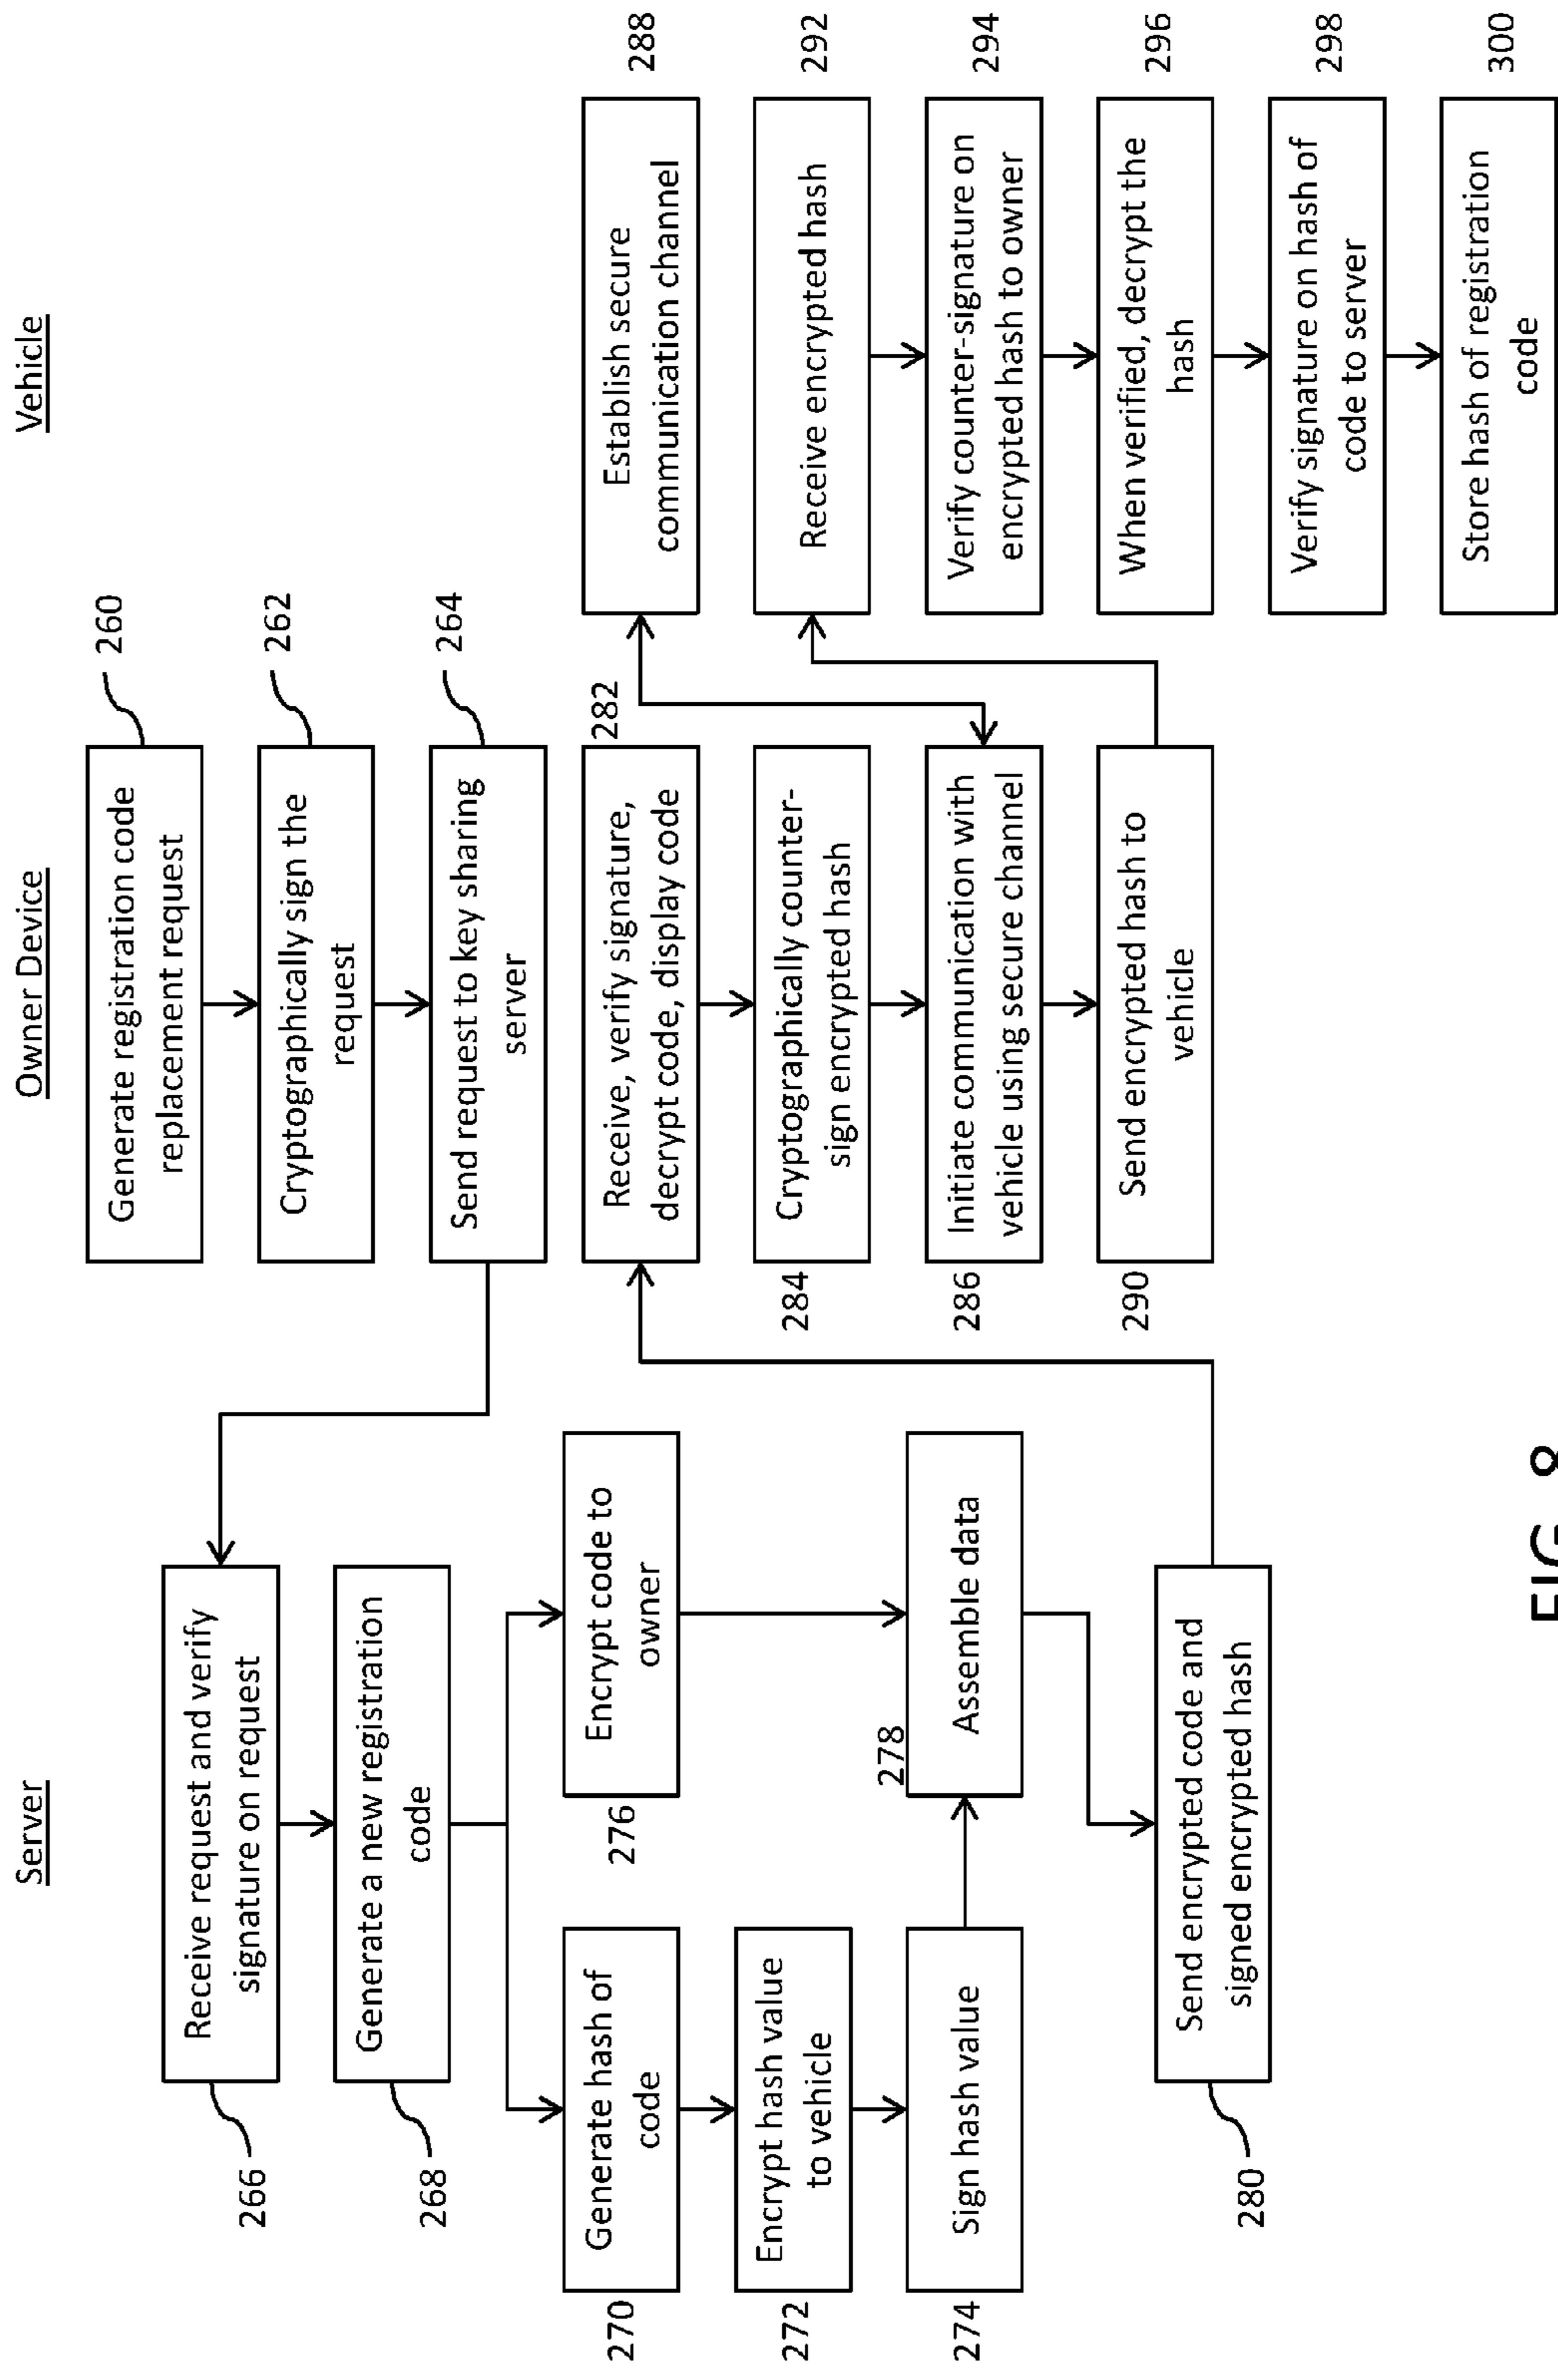 Server
Owner Device
Vehicle
Generate registration code
replacement request
260
Cryptographically sign the
request
262
Send request to key sharing
server
264
Receive request and verify
signature on request
266
Generate a new registration
code
268
Generate hash of
code
270
Encrypt hash value
to vehicle
272
Sign hash value
274
Encrypt code to
owner
276
Assemble data
278
Send encrypted code and
signed encrypted hash
280
Receive, verify signature,
decrypt code, display code
282
Cryptographically counter-
sign encrypted hash
284
Initiate communication with
vehicle using secure channel
286
Establish secure
communication channel
288
Send encrypted hash to
vehicle
290
Receive encrypted hash
292
Verify counter-signature on
encrypted hash to owner
294
When verified, decrypt the
hash
296
Verify signature on hash of
code to server
298
Store hash of registration
code
300
FIG. 8